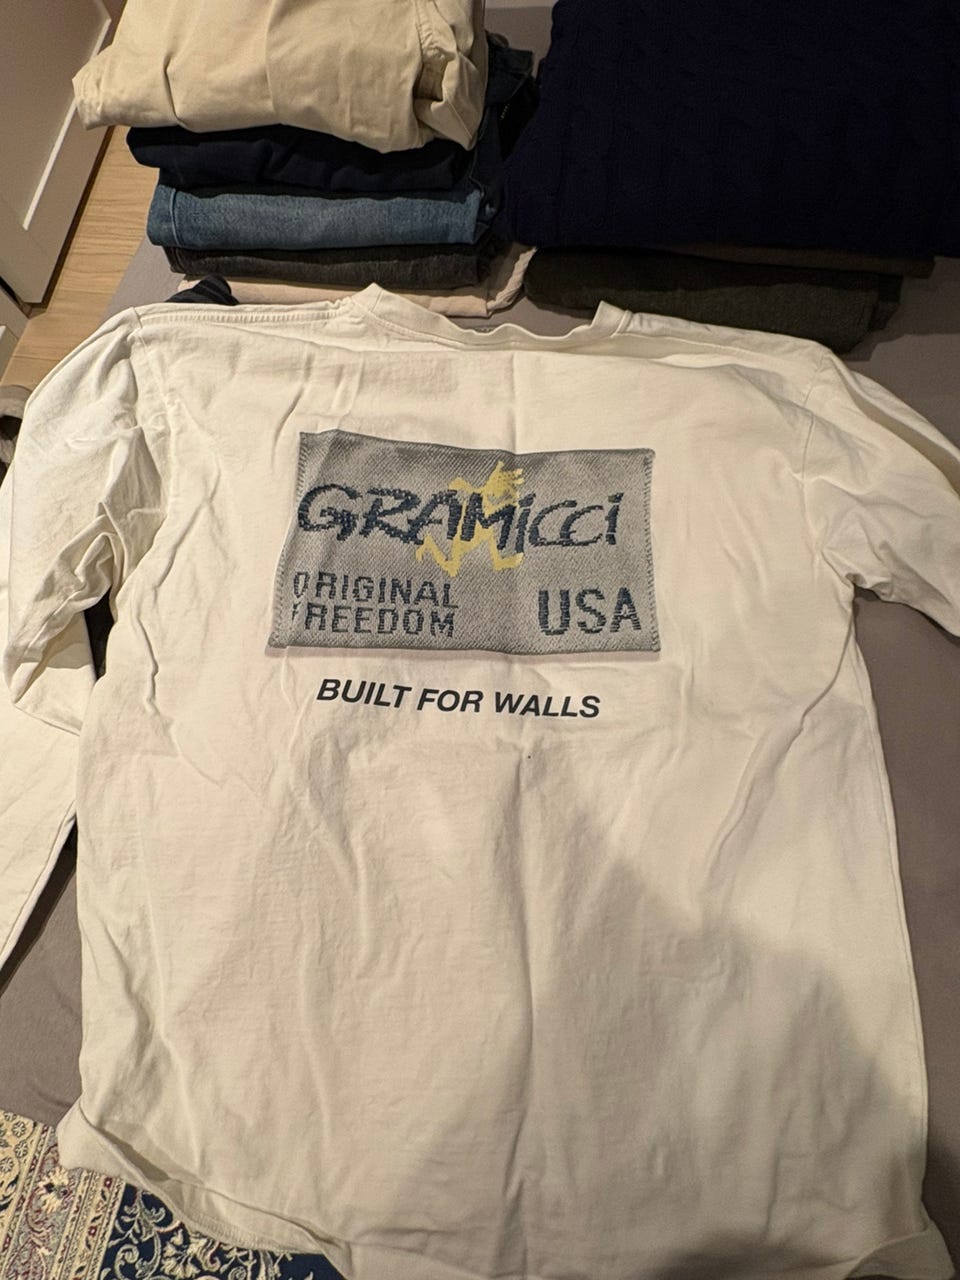 GRAMiCCi
ORIGINAL
FREEDOM
USA
BUILT FOR WALLS